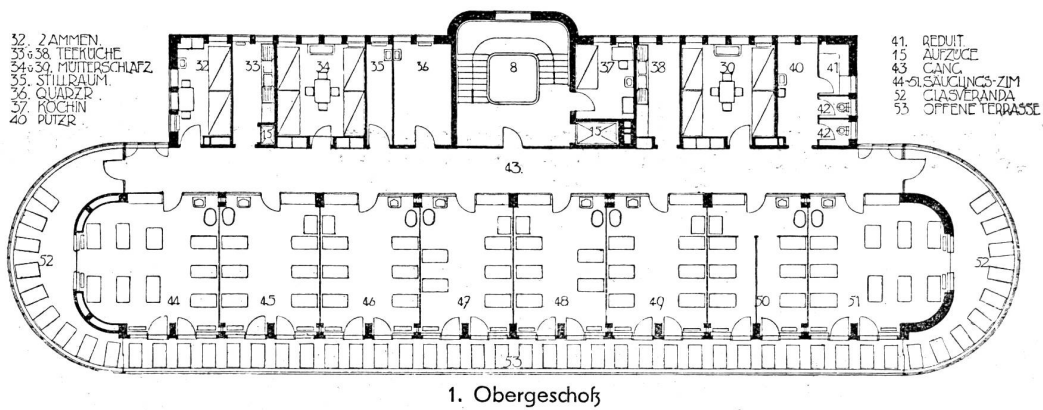 32. 2 AMMEN.
33 u 38. TEEKÜCHE
34 u 39. MÜTTERSCHLAFZ
35. STILLRAUM.
36. QUARZR.
37. KÖCHIN
40. PUTZR.
41. REDUIT.
15 AUFZÜGE
43 GANG
44-51. SÄUGLINGS-ZIM
52 GLASVERANDA
53 OFFENE TERRASSE
32 33 34 35 36 8 37 38 39 40 41
42
15 15 42
43.
52 52
44 45 46 47 48 49 50 51
53
1. Obergeschoß